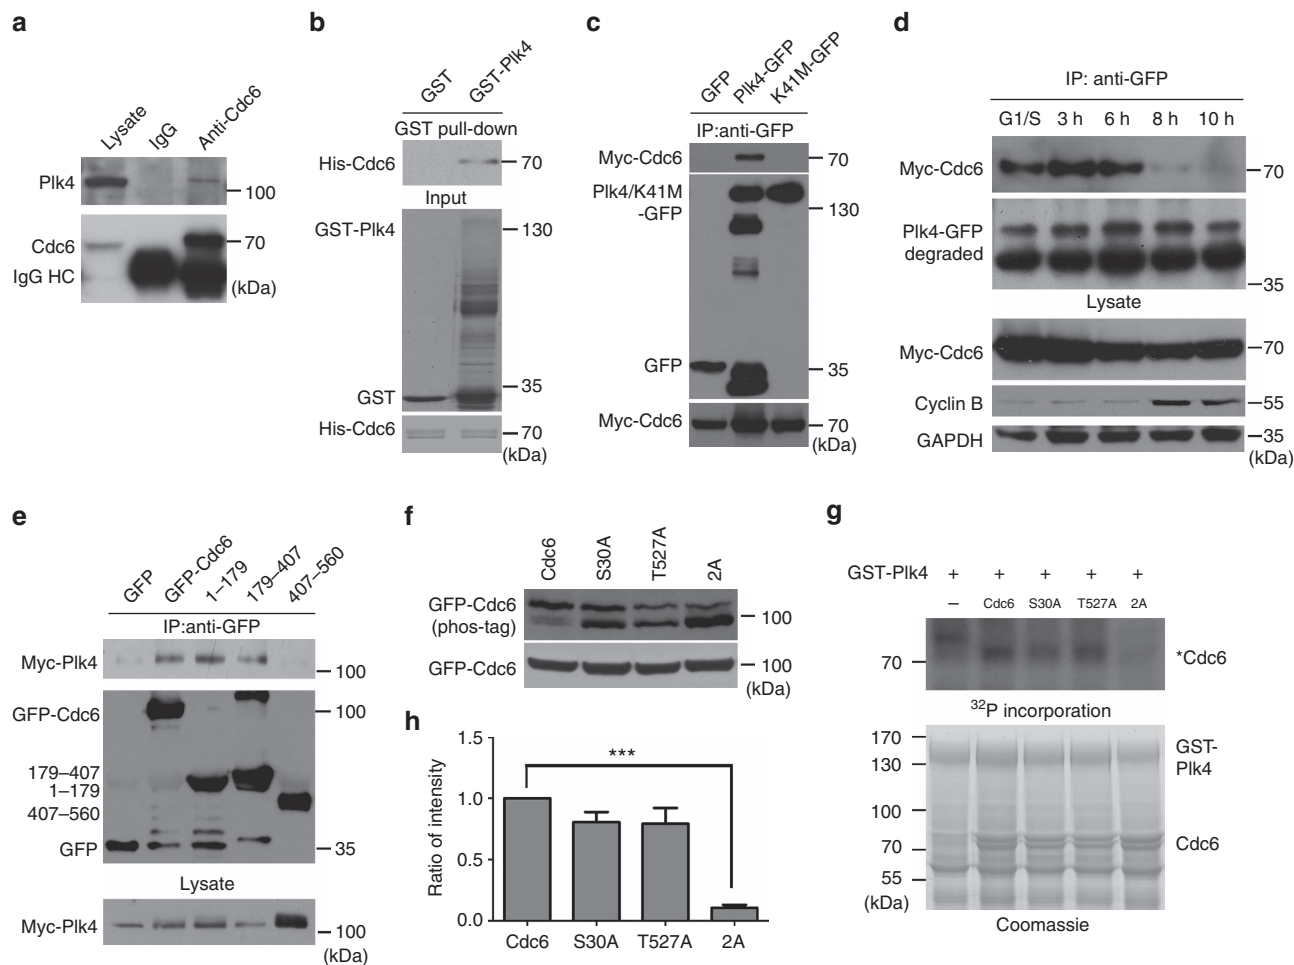 a
Lysate
IgG
Anti-Cdc6
Plk4
100
Cdc6
70
IgG HC
(kDa)
b
GST
GST-Plk4
GST pull-down
His-Cdc6
70
Input
GST-Plk4
130
35
GST
His-Cdc6
70
(kDa)
c
GFP
Plk4-GFP
K41M-GFP
IP:anti-GFP
Myc-Cdc6
70
Plk4/K41M
-GFP
130
GFP
35
Myc-Cdc6
70
(kDa)
d
IP: anti-GFP
G1/S 3 h 6 h 8 h 10 h
Myc-Cdc6
70
Plk4-GFP
degraded
35
Lysate
Myc-Cdc6
70
Cyclin B
55
GAPDH
35
(kDa)
e
GFP
GFP-Cdc6
1–179
179–407
407–560
IP:anti-GFP
Myc-Plk4
100
GFP-Cdc6
100
179–407
1–179
407–560
GFP
35
Lysate
Myc-Plk4
100
(kDa)
f
Cdc6
S30A
T527A
2A
GFP-Cdc6
(phos-tag)
100
GFP-Cdc6
100
(kDa)
g
GST-Plk4 + + + + +
– Cdc6 S30A T527A 2A
70
*Cdc6
32P incorporation
170
130
100
70
55
(kDa)
GST-
Plk4
Cdc6
Coomassie
h
Ratio of intensity
1.5
1.0
0.5
0.0
***
Cdc6 S30A T527A 2A